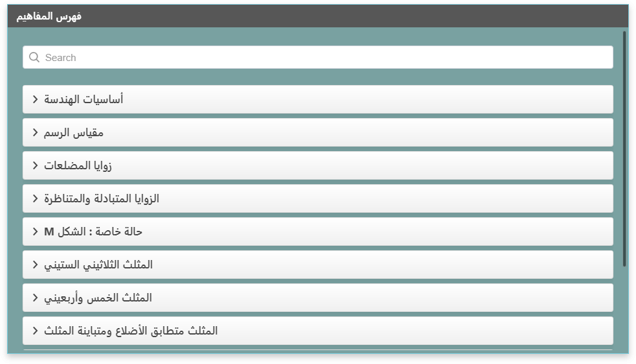 فهرس المفاهيم
Search
أساسيات الهندسة
مقياس الرسم
زوايا المضلعات
الزوايا المتبادلة والمتناظرة
حالة خاصة : الشكل M
المثلث الثلاثيني الستيني
المثلث الخمس وأربعيني
المثلث متطابق الأضلاع ومتباينة المثلث